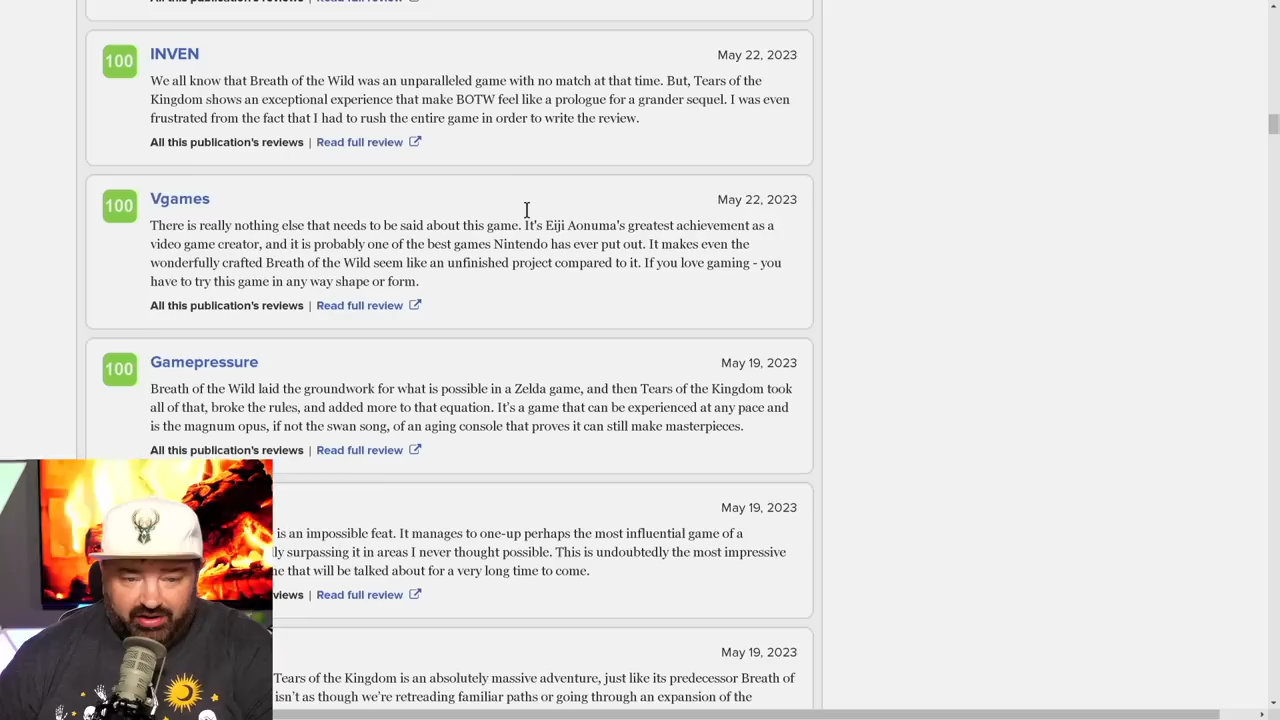 All this publication's reviews | Read full review
INVEN
May 22, 2023
100
We all know that Breath of the Wild was an unparalleled game with no match at that time. But, Tears of the
Kingdom shows an exceptional experience that make BOTW feel like a prologue for a grander sequel. I was even
frustrated from the fact that I had to rush the entire game in order to write the review.
All this publication's reviews | Read full review
Vgames
May 22, 2023
100
There is really nothing else that needs to be said about this game. It's Eiji Aonuma's greatest achievement as a
video game creator, and it is probably one of the best games Nintendo has ever put out. It makes even the
wonderfully crafted Breath of the Wild seem like an unfinished project compared to it. If you love gaming - you
have to try this game in any way shape or form.
All this publication's reviews | Read full review
Gamepressure
May 19, 2023
100
Breath of the Wild laid the groundwork for what is possible in a Zelda game, and then Tears of the Kingdom took
all of that, broke the rules, and added more to that equation. It's a game that can be experienced at any pace and
is the magnum opus, if not the swan song, of an aging console that proves it can still make masterpieces.
All this publication's reviews | Read full review
May 19, 2023
is an impossible feat. It manages to one-up perhaps the most influential game of a
surpassing it in areas I never thought possible. This is undoubtedly the most impressive
that will be talked about for a very long time to come.
Read full review
May 19, 2023
Tears of the Kingdom is an absolutely massive adventure, just like its predecessor Breath of
isn't as though we're retreading familiar paths or going through an expansion of the